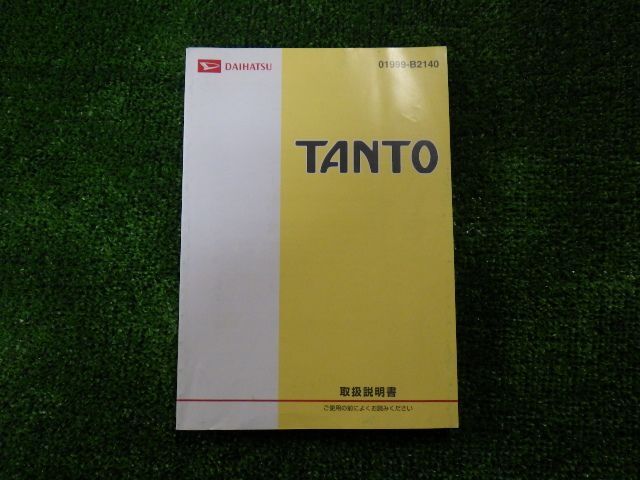 DAIHATSU
01999-B2140
TANTO
取扱説明書
ご使用の前によくお読みください